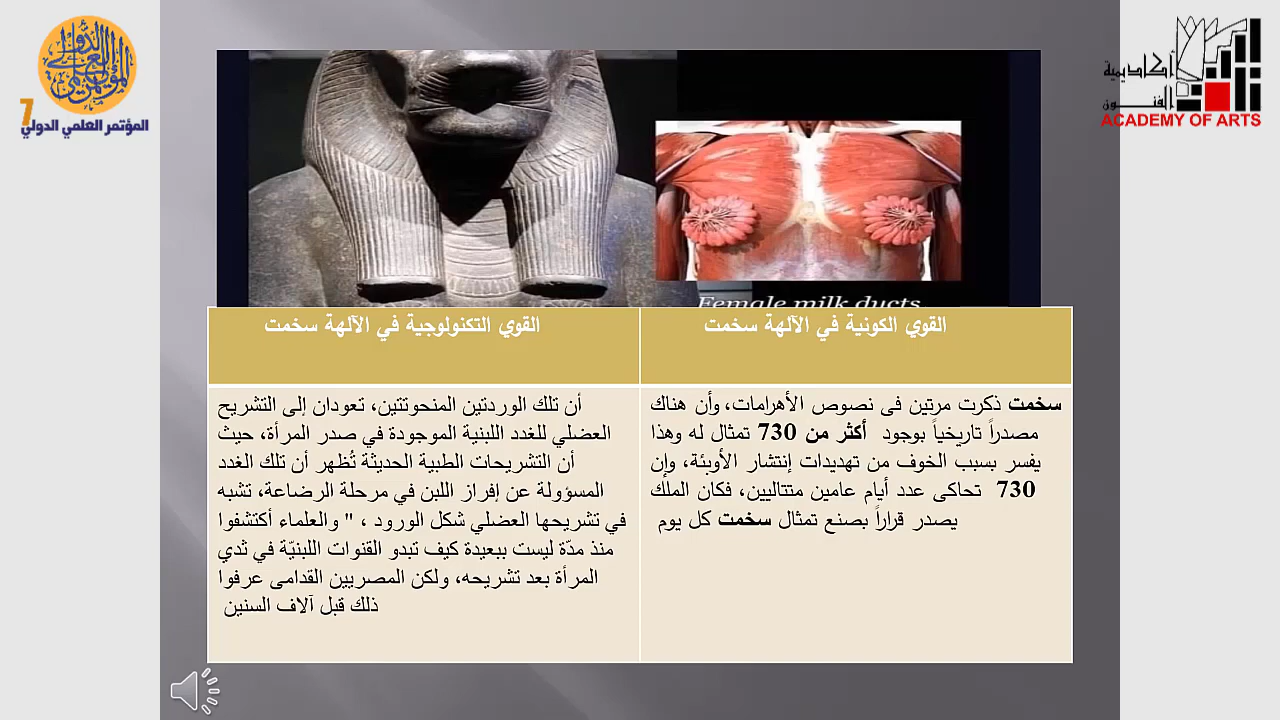 المؤتمر العلمي الدولي
7
أكاديمية
الفنون
ACADEMY OF ARTS
Female milk ducts.
القوي الكونية في الآلهة سخمت
سخمت ذكرت مرتين فى نصوص الأهرامات، وأن هناك
مصدراً تاريخياً بوجود أكثر من 730 تمثال له وهذا
يفسر بسبب الخوف من تهديدات إنتشار الأوبئة، وإن
730 تحاكى عدد أيام عامين متتاليين، فكان الملك
يصدر قراراً بصنع تمثال سخمت كل يوم
القوي التكنولوجية في الآلهة سخمت
أن تلك الوردتين المنحوتتين، تعودان إلى التشريح
العضلي للغدد اللبنية الموجودة في صدر المرأة، حيث
أن التشريحات الطبية الحديثة تُظهر أن تلك الغدد
المسؤولة عن إفراز اللبن في مرحلة الرضاعة، تشبه
في تشريحها العضلي شكل الورود ، " والعلماء أكتشفوا
منذ مدّة ليست ببعيدة كيف تبدو القنوات اللبنيّة في ثدي
المرأة بعد تشريحه، ولكن المصريين القدامى عرفوا
ذلك قبل آلاف السنين